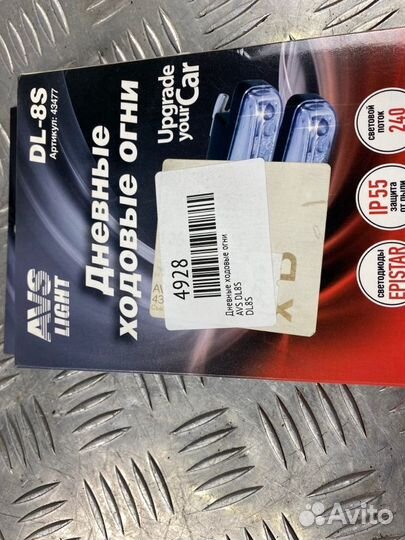 AVS
LIGHT
DL-8S
Артикул: 43477
Дневные
ходовые огни
Upgrade
your Car
4928
Дневные ходовые огни
AVS DL8S
DL8S
световой
поток
240
IP55
защита
от пыли
светодиоды
EPISTAR
Avito